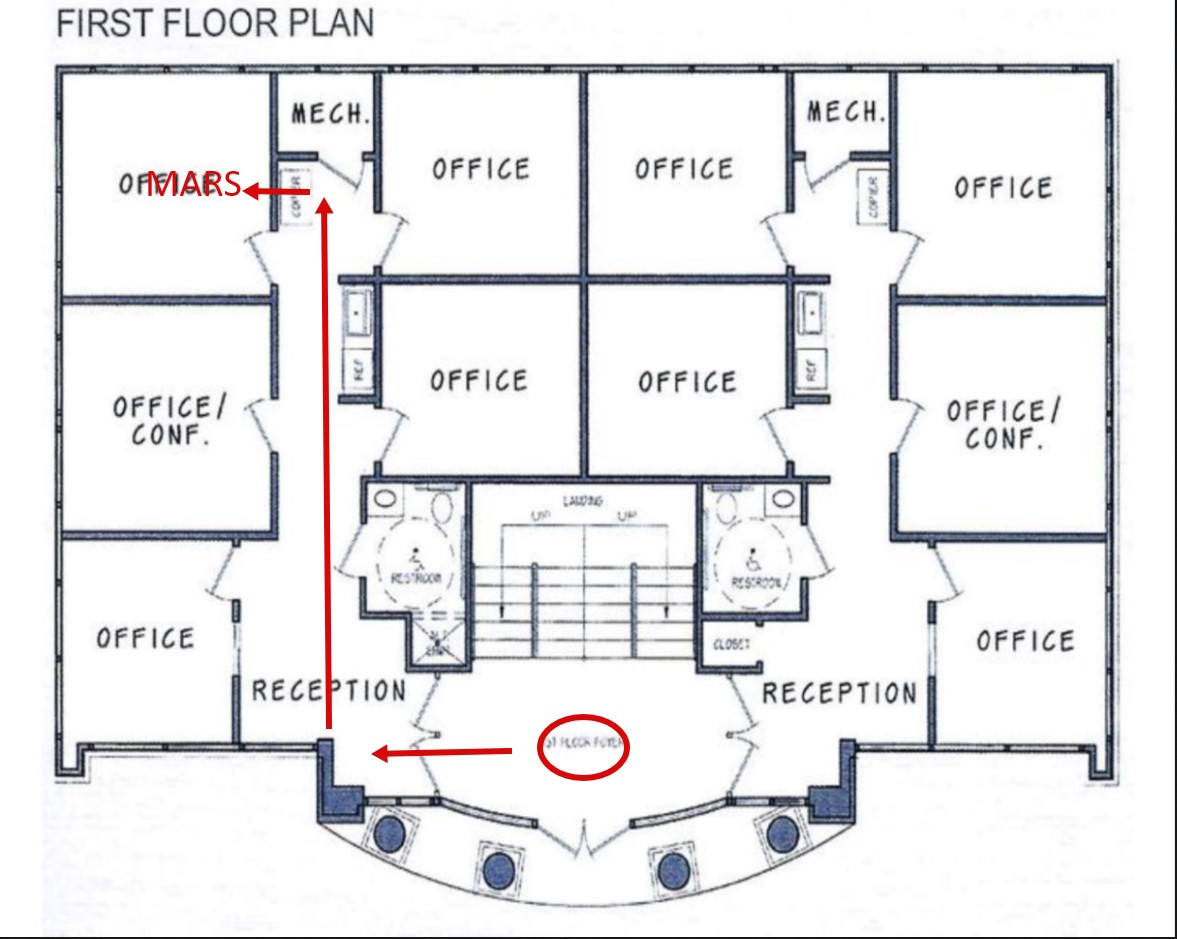 FIRST FLOOR PLAN
MECH.
MECH.
OFFICE
OFFICE
OFFICE
MARS
OFFICE
COPIER
COPIER
OFFICE/
CONF.
REF
OFFICE
OFFICE
REF
OFFICE/
CONF.
LANDING
UP
UP
RESTROOM
RESTROOM
OFFICE
CLOSET
OFFICE
RECEPTION
RECEPTION
ST FLOOR FOYER